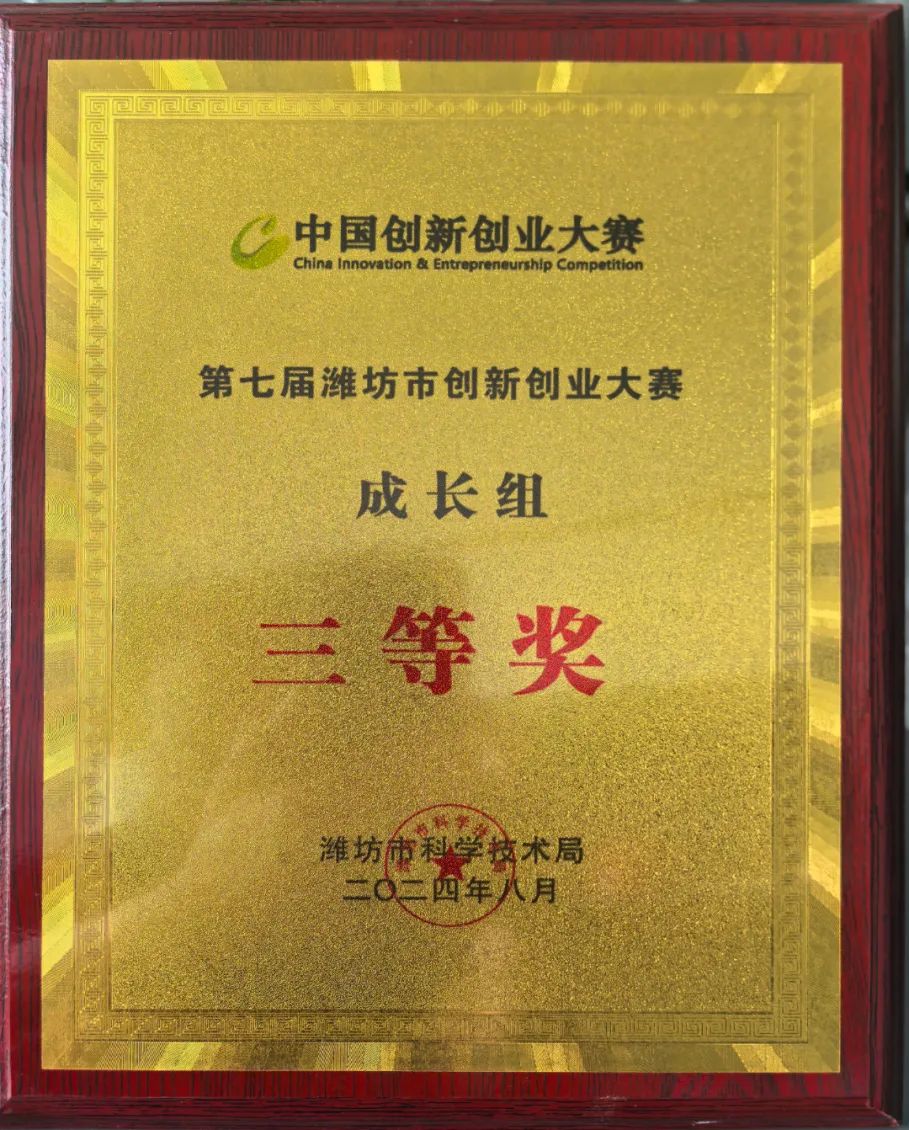 中国创新创业大赛
China Innovation & Entrepreneurship Competition
第七届潍坊市创新创业大赛
成长组
三等奖
潍坊市科学技术局
二〇二四年八月